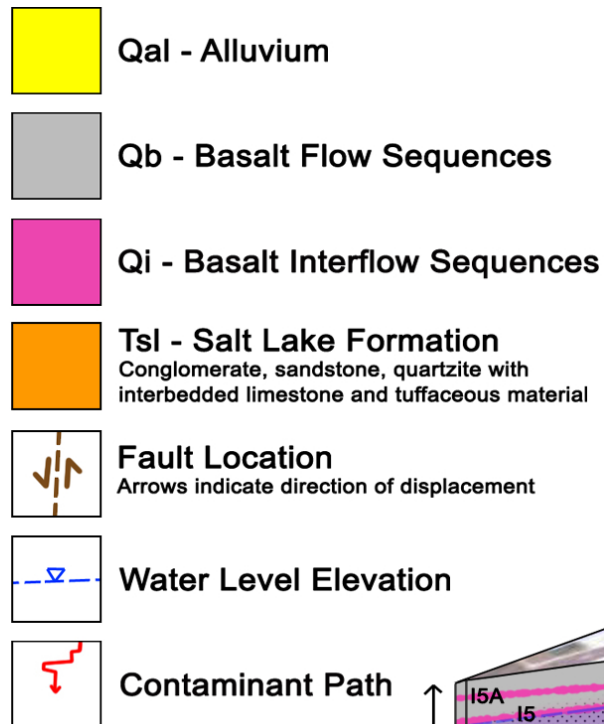 Qal - Alluvium
Qb - Basalt Flow Sequences
Qi - Basalt Interflow Sequences
Tsl - Salt Lake Formation
Conglomerate, sandstone, quartzite with
interbedded limestone and tuffaceous material
Fault Location
Arrows indicate direction of displacement
Water Level Elevation
Contaminant Path
I5A
I5